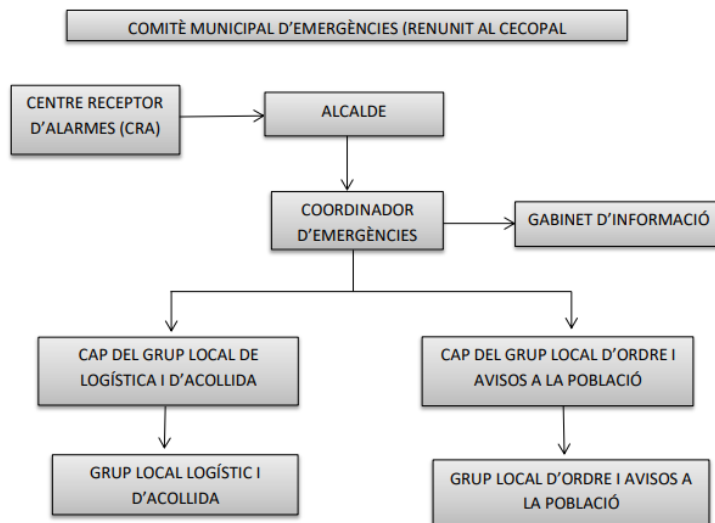 COMITÈ MUNICIPAL D'EMERGÈNCIES (RENUNIT AL CECOPAL
CENTRE RECEPTOR
D'ALARMES (CRA)
ALCALDE
COORDINADOR
D'EMERGÈNCIES
GABINET D'INFORMACIÓ
CAP DEL GRUP LOCAL DE
LOGÍSTICA I D'ACOLLIDA
CAP DEL GRUP LOCAL D'ORDRE I
AVISOS A LA POBLACIÓ
GRUP LOCAL LOGÍSTIC I
D'ACOLLIDA
GRUP LOCAL D'ORDRE I AVISOS A
LA POBLACIÓ